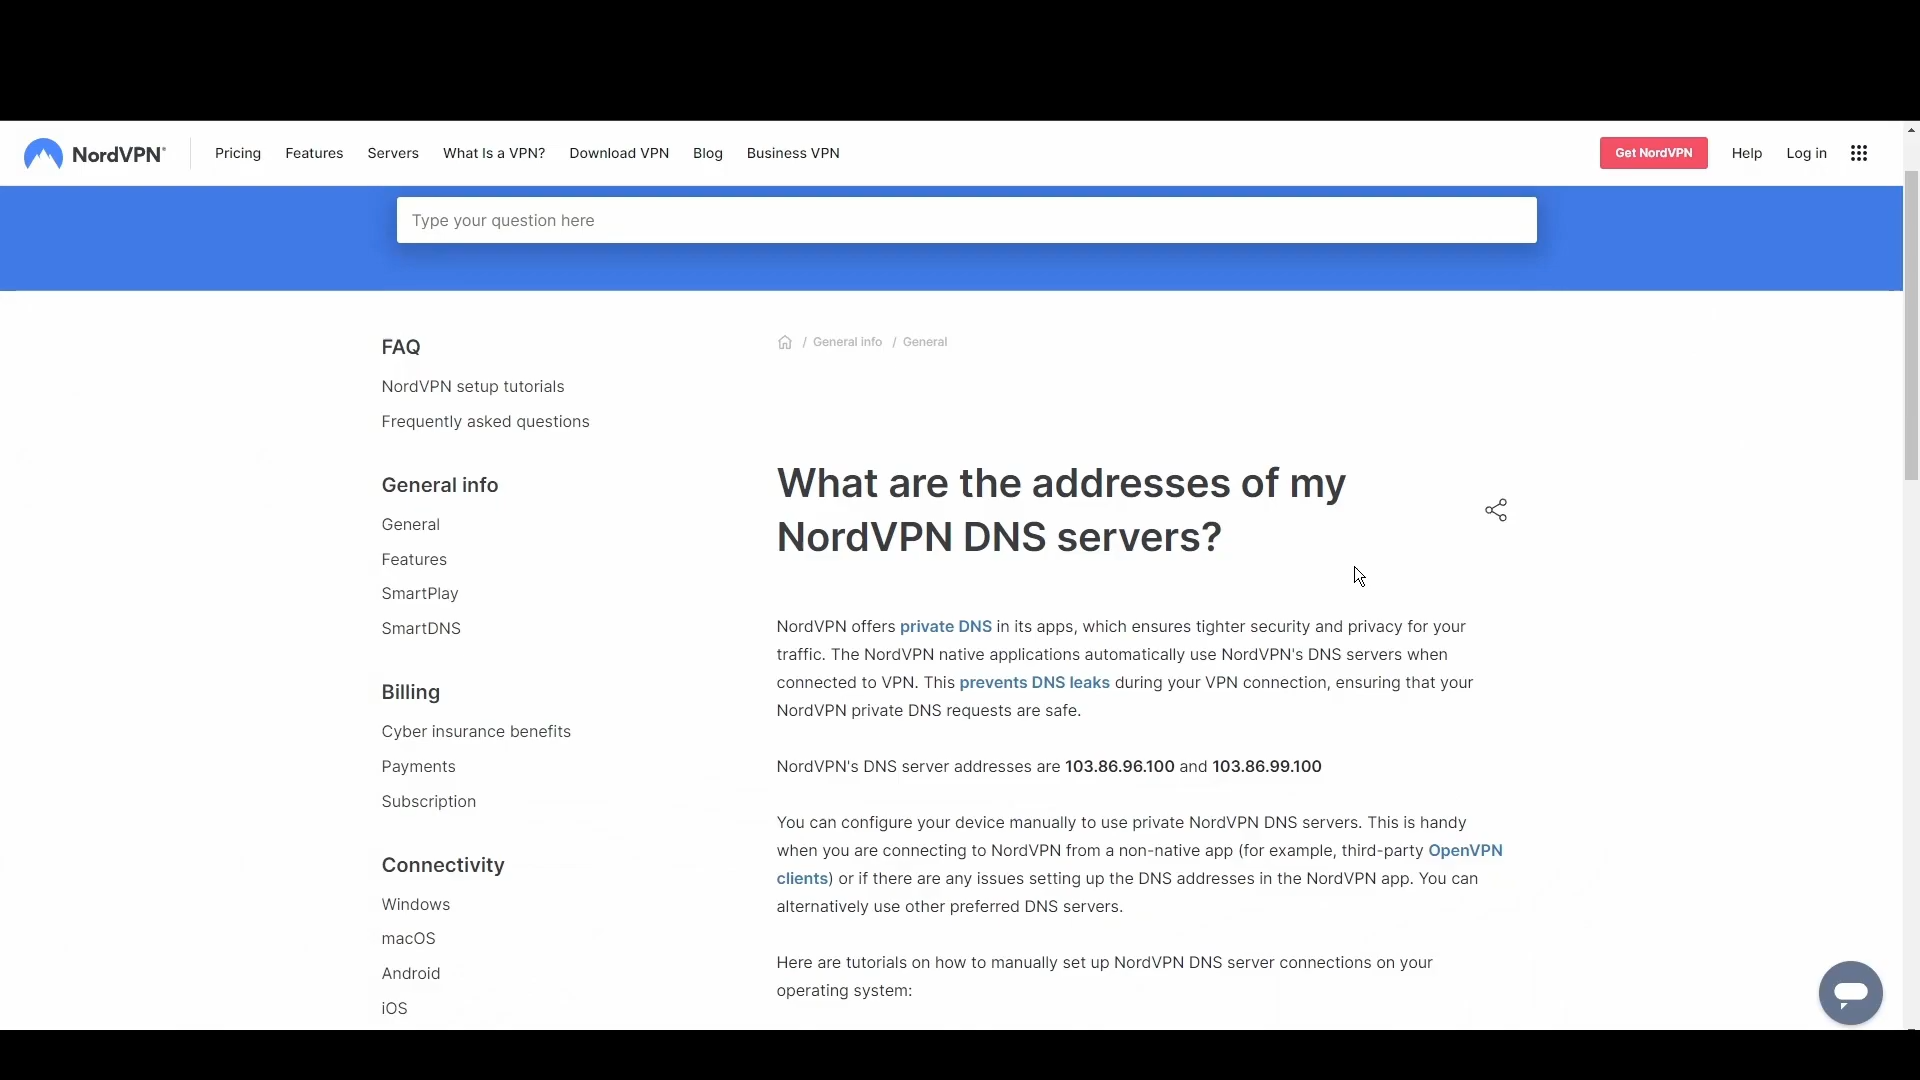 NordVPN®
Pricing
Features
Servers
What Is a VPN?
Download VPN
Blog
Business VPN
Get NordVPN
Help
Log in
Type your question here
FAQ
NordVPN setup tutorials
Frequently asked questions
General info
General
Features
SmartPlay
SmartDNS
Billing
Cyber insurance benefits
Payments
Subscription
Connectivity
Windows
macOS
Android
iOS
/ General info / General
What are the addresses of my
NordVPN DNS servers?
NordVPN offers private DNS in its apps, which ensures tighter security and privacy for your
traffic. The NordVPN native applications automatically use NordVPN's DNS servers when
connected to VPN. This prevents DNS leaks during your VPN connection, ensuring that your
NordVPN private DNS requests are safe.
NordVPN's DNS server addresses are 103.86.96.100 and 103.86.99.100
You can configure your device manually to use private NordVPN DNS servers. This is handy
when you are connecting to NordVPN from a non-native app (for example, third-party OpenVPN
clients) or if there are any issues setting up the DNS addresses in the NordVPN app. You can
alternatively use other preferred DNS servers.
Here are tutorials on how to manually set up NordVPN DNS server connections on your
operating system: